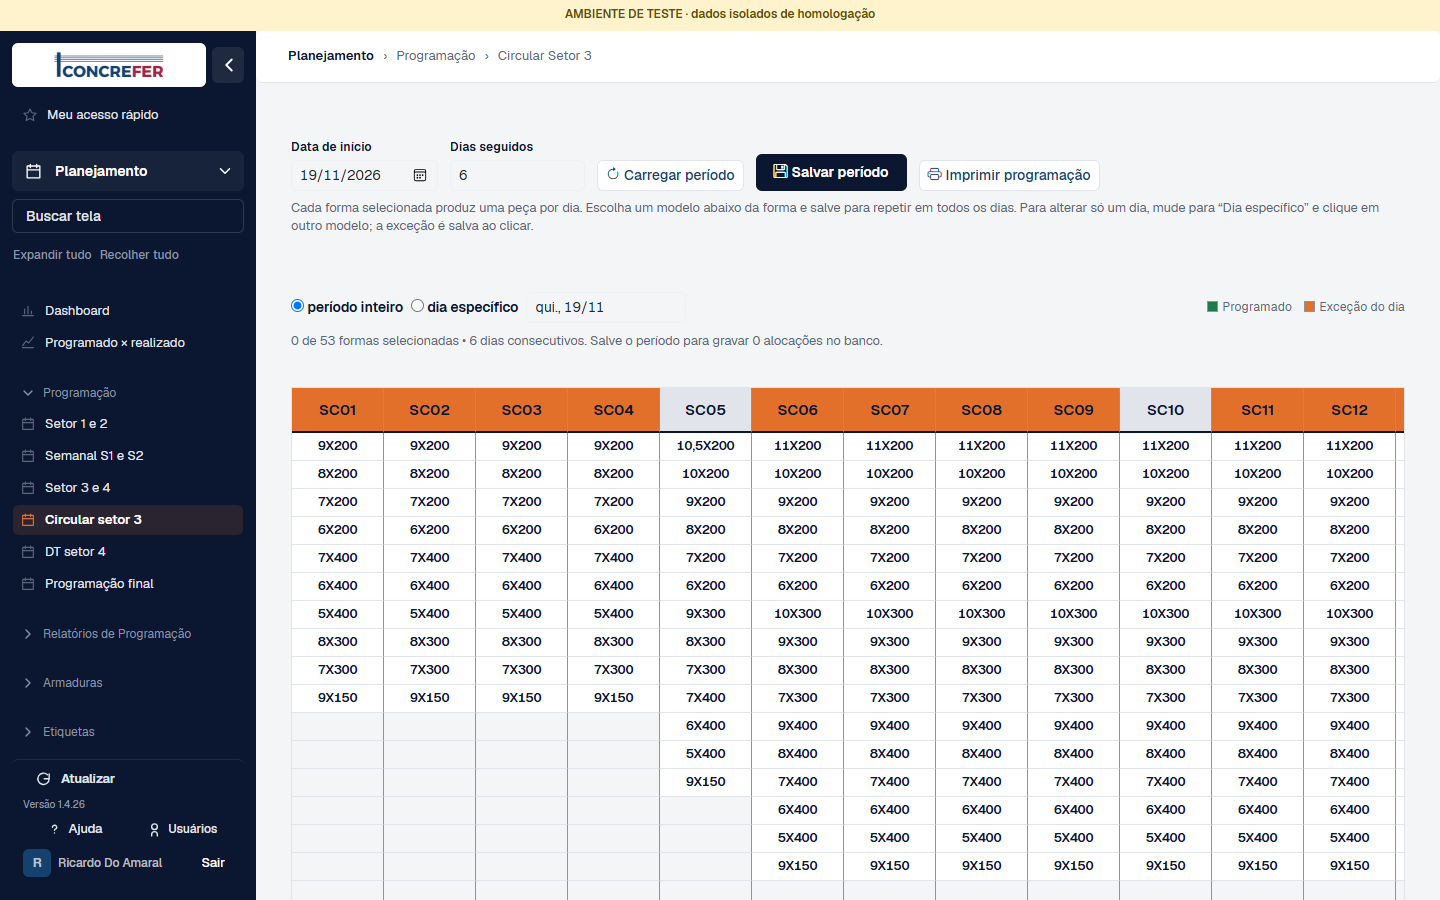 AMBIENTE DE TESTE · dados isolados de homologação
CONCREFER
Meu acesso rápido
Planejamento
Buscar tela
Expandir tudo Recolher tudo
Dashboard
Programado × realizado
Programação
Setor 1 e 2
Semanal S1 e S2
Setor 3 e 4
Circular setor 3
DT setor 4
Programação final
Relatórios de Programação
Armaduras
Etiquetas
Atualizar
Versão 1.4.26
? Ajuda Usuários
R Ricardo Do Amaral Sair
Planejamento › Programação › Circular Setor 3
Data de início Dias seguidos
19/11/2026 6 Carregar período Salvar período Imprimir programação
Cada forma selecionada produz uma peça por dia. Escolha um modelo abaixo da forma e salve para repetir em todos os dias. Para alterar só um dia, mude para “Dia específico” e clique em
outro modelo; a exceção é salva ao clicar.
período inteiro dia específico qui., 19/11 Programado Exceção do dia
0 de 53 formas selecionadas • 6 dias consecutivos. Salve o período para gravar 0 alocações no banco.
SC01 SC02 SC03 SC04 SC05 SC06 SC07 SC08 SC09 SC10 SC11 SC12
9X200 9X200 9X200 9X200 10,5X200 11X200 11X200 11X200 11X200 11X200 11X200 11X200
8X200 8X200 8X200 8X200 10X200 10X200 10X200 10X200 10X200 10X200 10X200 10X200
7X200 7X200 7X200 7X200 9X200 9X200 9X200 9X200 9X200 9X200 9X200 9X200
6X200 6X200 6X200 6X200 8X200 8X200 8X200 8X200 8X200 8X200 8X200 8X200
7X400 7X400 7X400 7X400 7X200 7X200 7X200 7X200 7X200 7X200 7X200 7X200
6X400 6X400 6X400 6X400 6X200 6X200 6X200 6X200 6X200 6X200 6X200 6X200
5X400 5X400 5X400 5X400 9X300 10X300 10X300 10X300 10X300 10X300 10X300 10X300
8X300 8X300 8X300 8X300 8X300 9X300 9X300 9X300 9X300 9X300 9X300 9X300
7X300 7X300 7X300 7X300 7X300 8X300 8X300 8X300 8X300 8X300 8X300 8X300
9X150 9X150 9X150 9X150 7X400 7X300 7X300 7X300 7X300 7X300 7X300 7X300
6X400 9X400 9X400 9X400 9X400 9X400 9X400 9X400
5X400 8X400 8X400 8X400 8X400 8X400 8X400 8X400
9X150 7X400 7X400 7X400 7X400 7X400 7X400 7X400
6X400 6X400 6X400 6X400 6X400 6X400 6X400
5X400 5X400 5X400 5X400 5X400 5X400 5X400
9X150 9X150 9X150 9X150 9X150 9X150 9X150